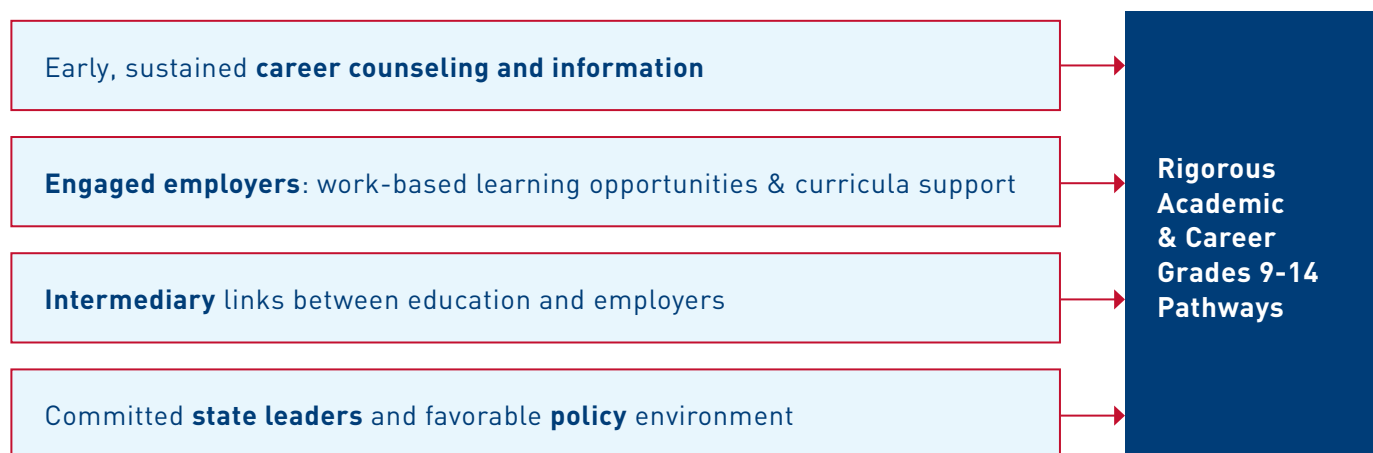 Early, sustained career counseling and information
Engaged employers: work-based learning opportunities & curricula support
Intermediary links between education and employers
Committed state leaders and favorable policy environment
Rigorous
Academic
& Career
Grades 9-14
Pathways